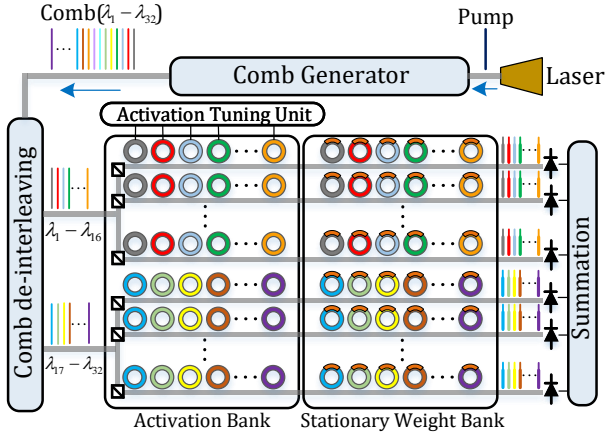 Comb(λ₁ − λ₃₂)
Pump
Comb Generator
Laser
Activation Tuning Unit
Comb de-interleaving
λ₁ − λ₁₆
λ₁₇ − λ₃₂
Summation
Activation Bank
Stationary Weight Bank